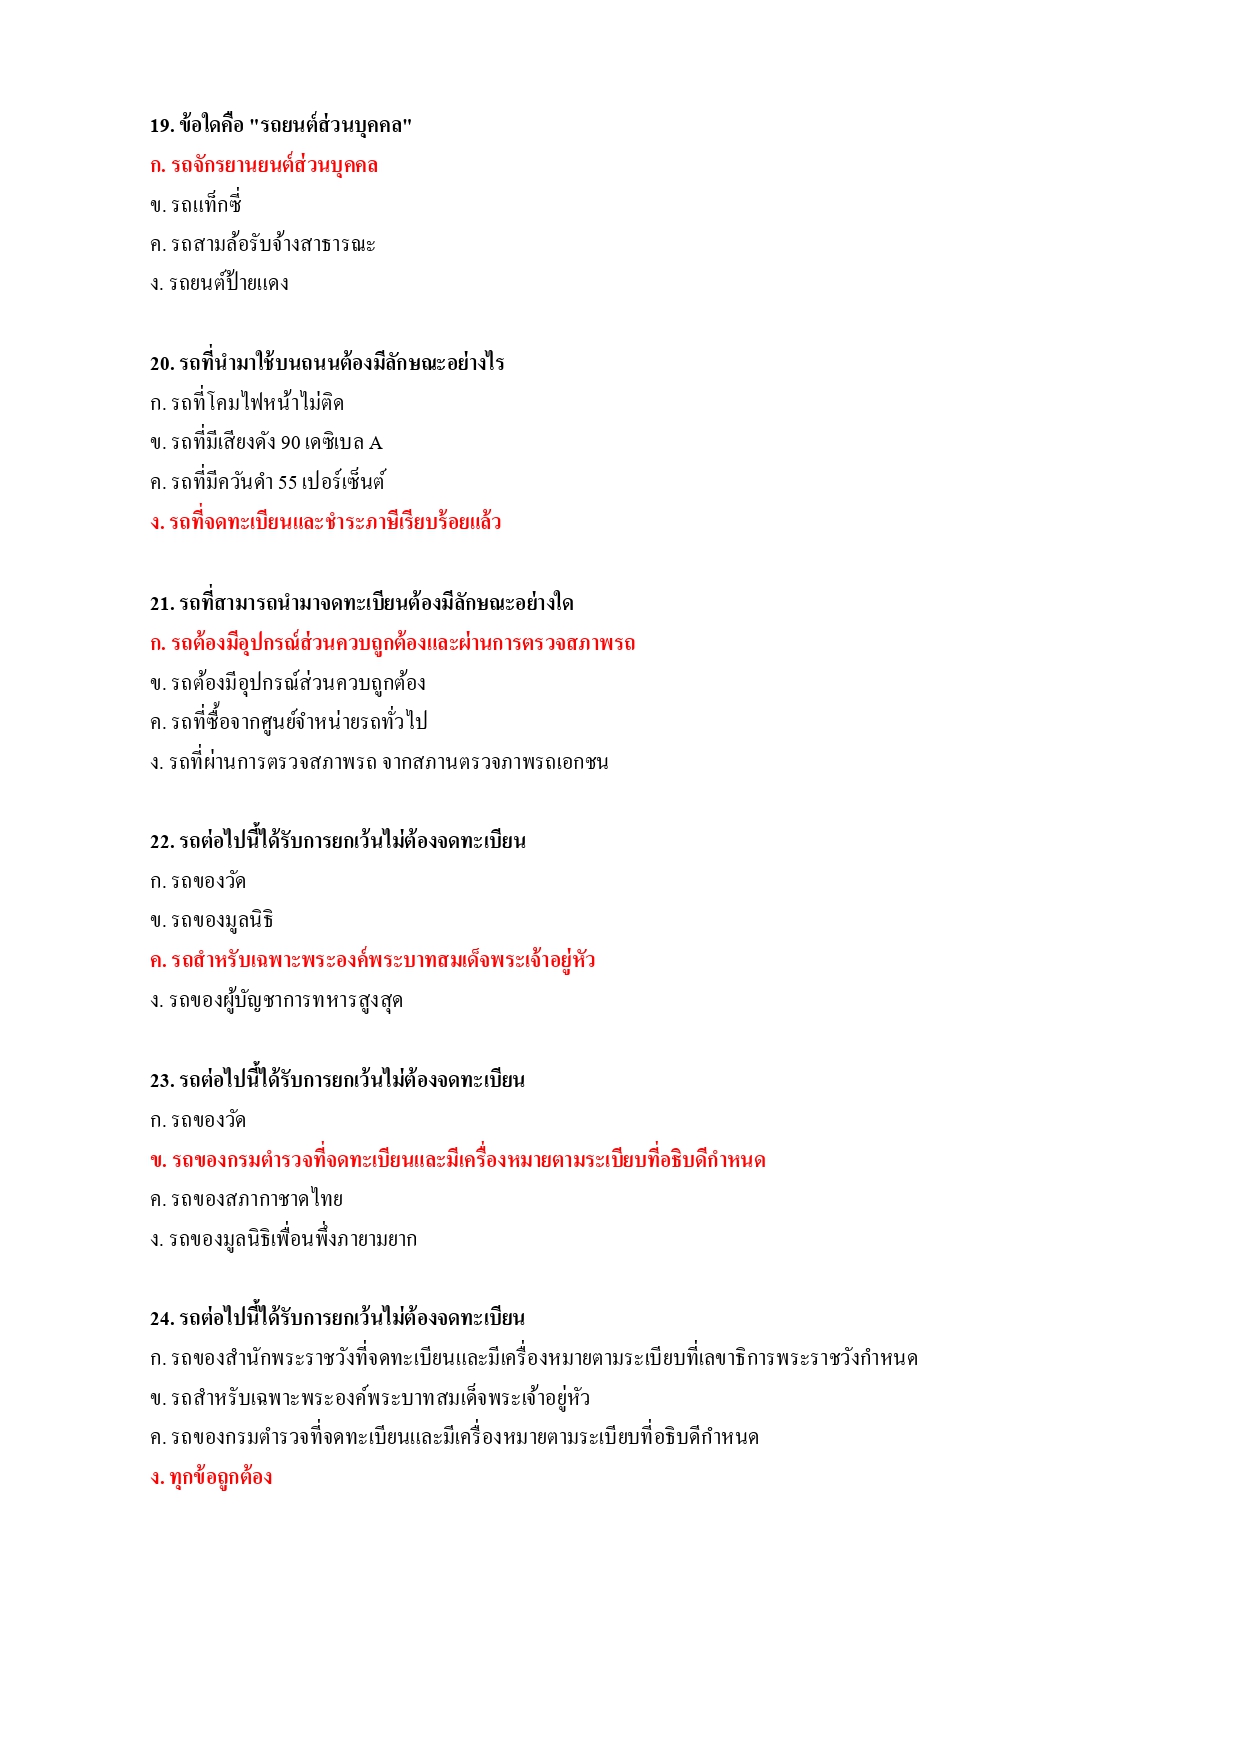 19. ข้อใดคือ "รถยนต์ส่วนบุคคล"
ก. รถจักรยานยนต์ส่วนบุคคล
ข. รถแท็กซี่
ค. รถสามล้อรับจ้างสาธารณะ
ง. รถยนต์ป้ายแดง
20. รถที่นำมาใช้บนถนนต้องมีลักษณะอย่างไร
ก. รถที่โคมไฟหน้าไม่ติด
ข. รถที่มีเสียงดัง 90 เดซิเบล A
ค. รถที่มีควันดำ 55 เปอร์เซ็นต์
ง. รถที่จดทะเบียนและชำระภาษีเรียบร้อยแล้ว
21. รถที่สามารถนำมาจดทะเบียนต้องมีลักษณะอย่างใด
ก. รถต้องมีอุปกรณ์ส่วนควบถูกต้องและผ่านการตรวจสภาพรถ
ข. รถต้องมีอุปกรณ์ส่วนควบถูกต้อง
ค. รถที่ซื้อจากศูนย์จำหน่ายรถทั่วไป
ง. รถที่ผ่านการตรวจสภาพรถ จากสภานตรวจภาพรถเอกชน
22. รถต่อไปนี้ได้รับการยกเว้นไม่ต้องจดทะเบียน
ก. รถของวัด
ข. รถของมูลนิธิ
ค. รถสำหรับเฉพาะพระองค์พระบาทสมเด็จพระเจ้าอยู่หัว
ง. รถของผู้บัญชาการทหารสูงสุด
23. รถต่อไปนี้ได้รับการยกเว้นไม่ต้องจดทะเบียน
ก. รถของวัด
ข. รถของกรมตำรวจที่จดทะเบียนและมีเครื่องหมายตามระเบียบที่อธิบดีกำหนด
ค. รถของสภากาชาดไทย
ง. รถของมูลนิธิเพื่อนพึ่งภายามยาก
24. รถต่อไปนี้ได้รับการยกเว้นไม่ต้องจดทะเบียน
ก. รถของสำนักพระราชวังที่จดทะเบียนและมีเครื่องหมายตามระเบียบที่เลขาธิการพระราชวังกำหนด
ข. รถสำหรับเฉพาะพระองค์พระบาทสมเด็จพระเจ้าอยู่หัว
ค. รถของกรมตำรวจที่จดทะเบียนและมีเครื่องหมายตามระเบียบที่อธิบดีกำหนด
ง. ทุกข้อถูกต้อง